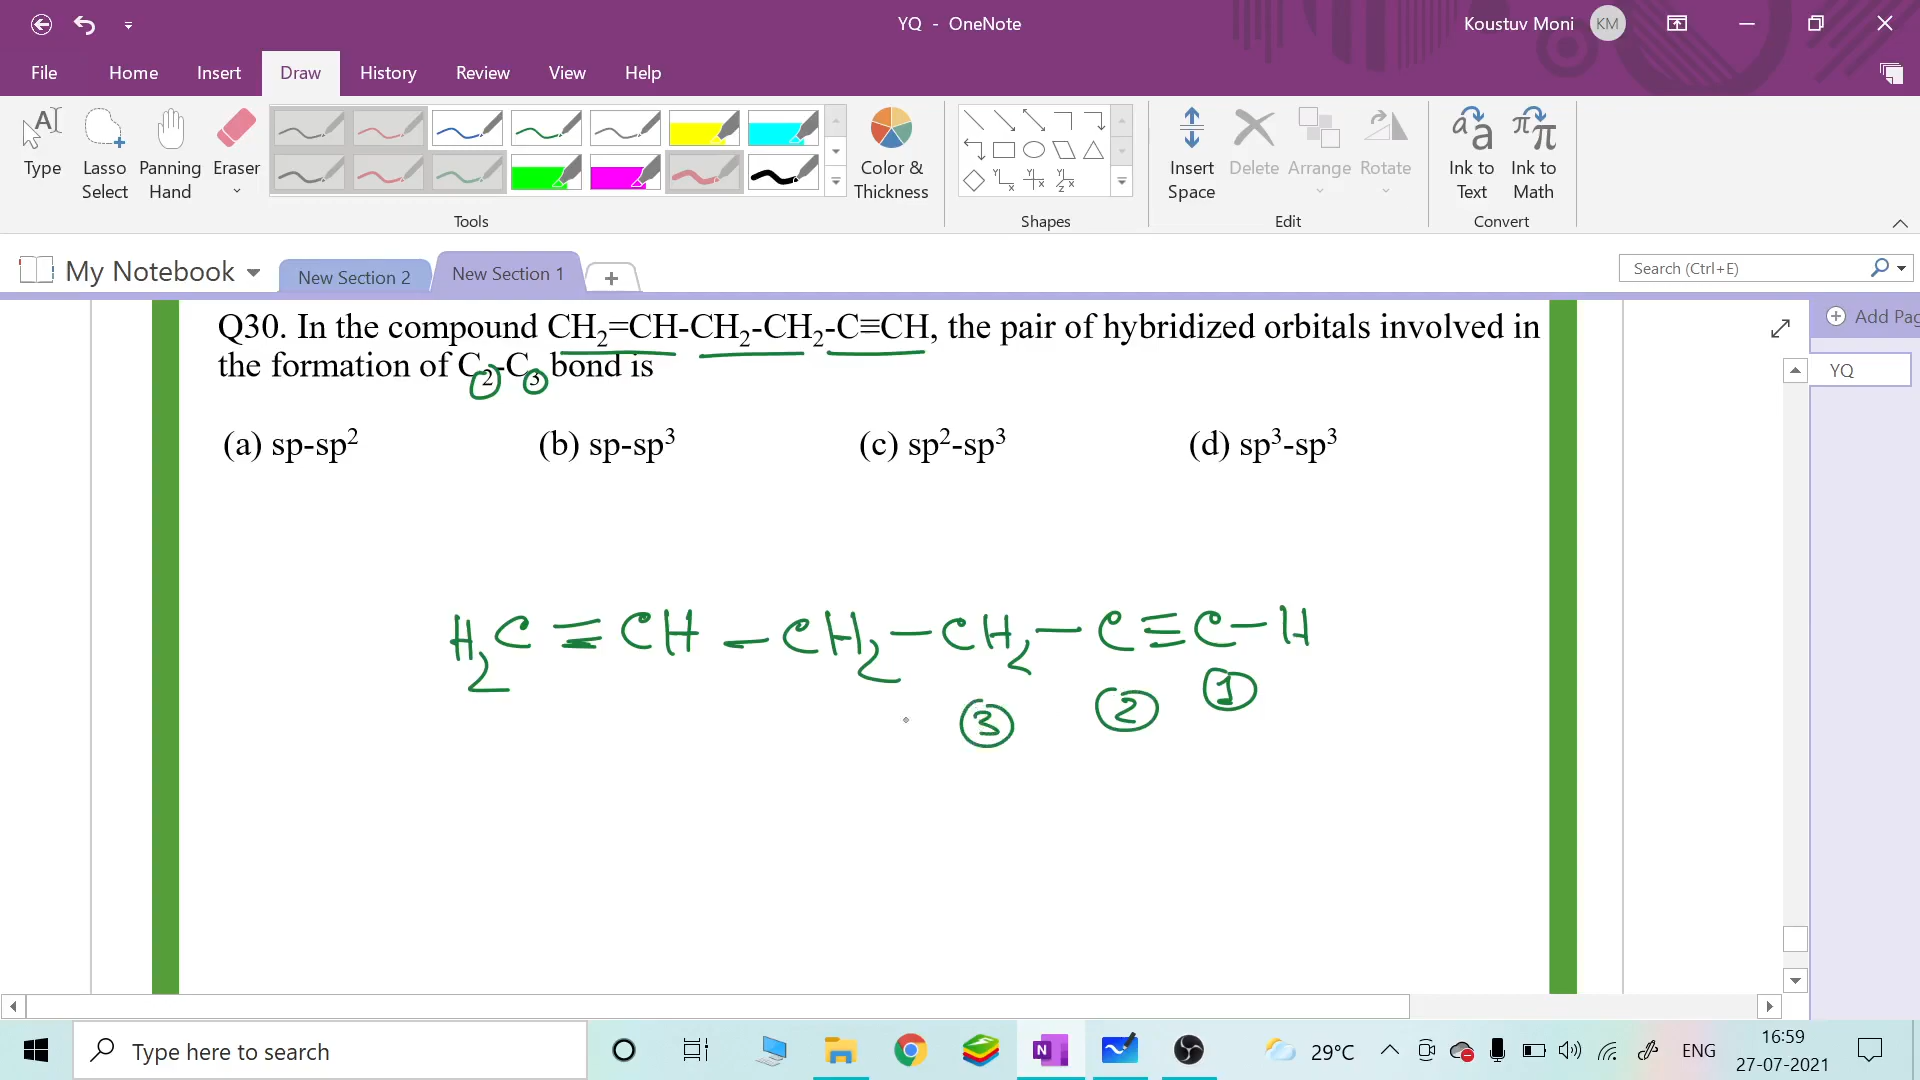 YQ - OneNote
Koustuv Moni KM
File Home Insert Draw History Review View Help
Type
Lasso Select
Panning Hand
Eraser
Color & Thickness
Insert Space
Delete
Arrange
Rotate
Ink to Text
Ink to Math
Tools Shapes Edit Convert
My Notebook New Section 2 New Section 1 +
Search (Ctrl+E)
Add Pag
YQ
Q30. In the compound CH₂=CH-CH₂-CH₂-C≡CH, the pair of hybridized orbitals involved in
the formation of C₂-C₃ bond is
(a) sp-sp² (b) sp-sp³ (c) sp²-sp³ (d) sp³-sp³
H₂C=CH-CH₂-CH₂-C≡C-H
3 2 1
Type here to search
29°C
ENG
16:59
27-07-2021